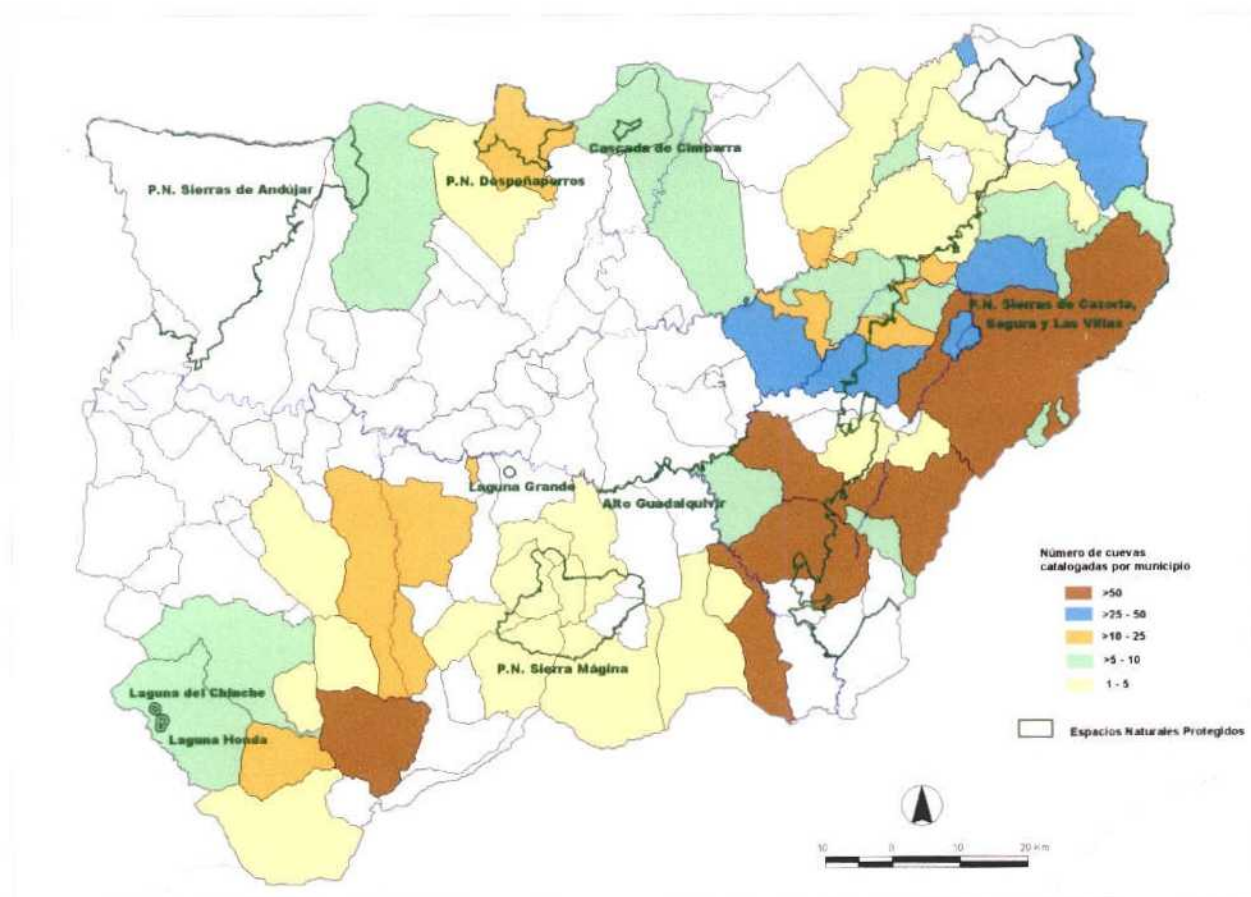 Cascada de Cimbarra
P.N. Despeñaperros
P.N. Sierras de Andújar
P.N. Sierras de Cazorla,
Segura y Las Villas
Laguna Grande
Alto Guadalquivir
P.N. Sierra Mágina
Laguna del Chinche
Laguna Honda
Número de cuevas
catalogadas por municipio
>50
>25 - 50
>10 - 25
>5 - 10
1 - 5
Espacios Naturales Protegidos
10 0 10 20 Km